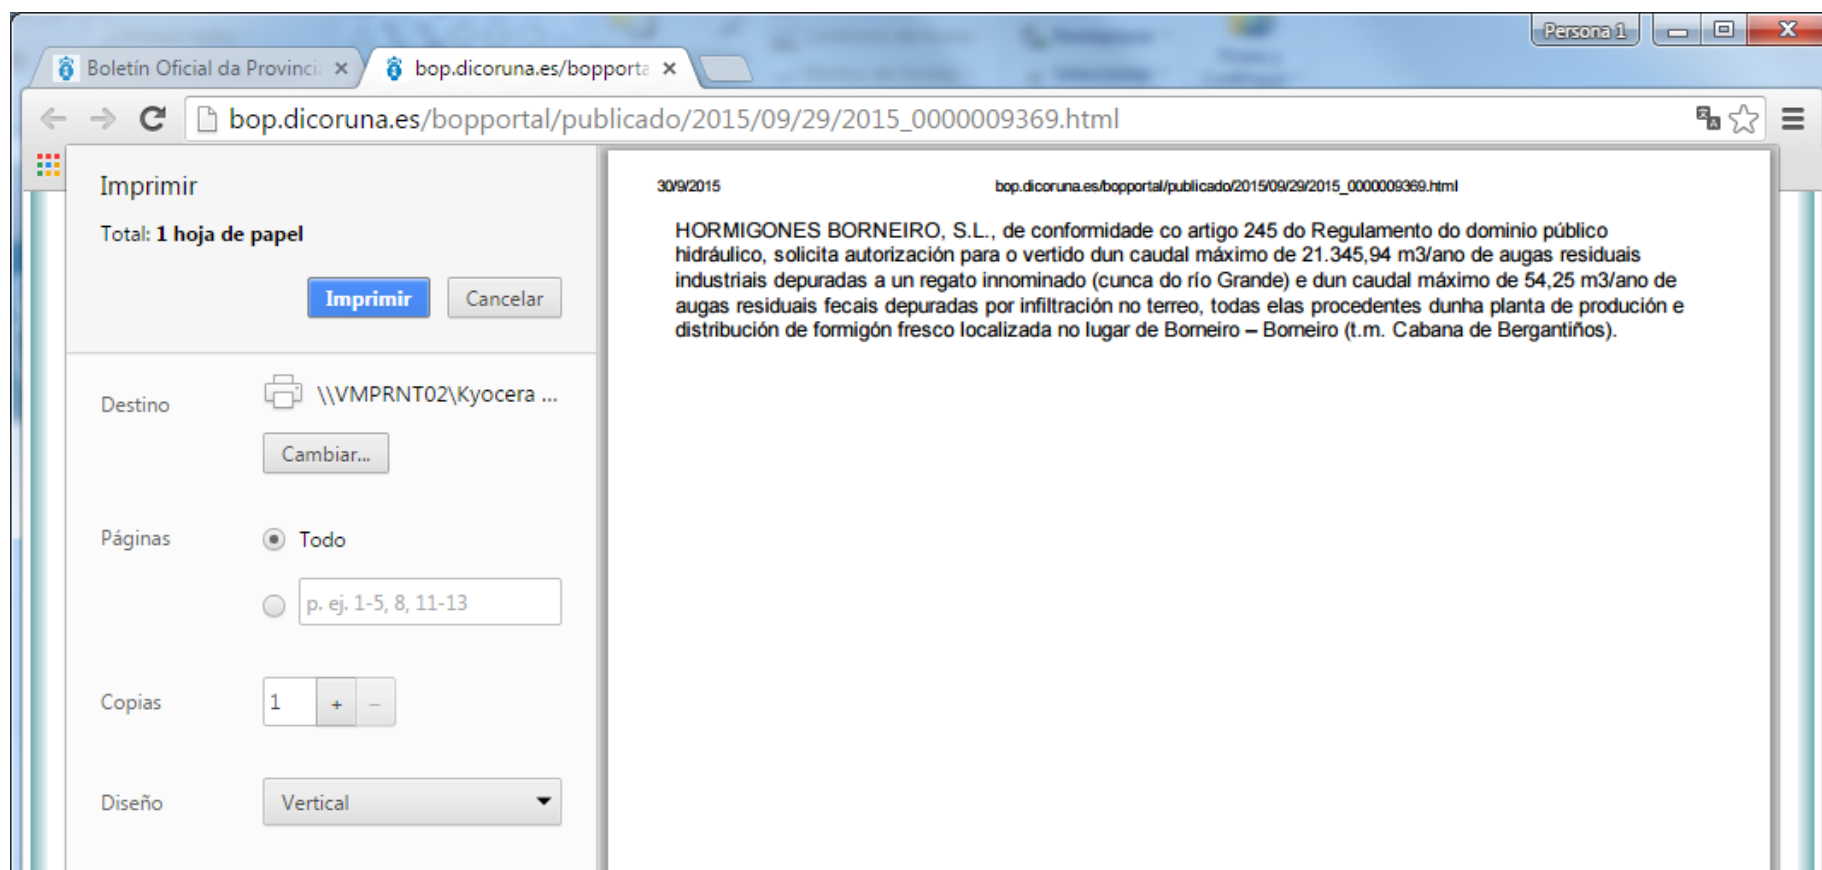 Persona 1
Boletín Oficial da Provinci
bop.dicoruna.es/bopporta
bop.dicoruna.es/bopportal/publicado/2015/09/29/2015_0000009369.html
Imprimir
Total: 1 hoja de papel
Imprimir
Cancelar
Destino
\\VMPRNT02\Kyocera ...
Cambiar...
Páginas
Todo
p. ej. 1-5, 8, 11-13
Copias
1
+
–
Diseño
Vertical
30/9/2015
bop.dicoruna.es/bopportal/publicado/2015/09/29/2015_0000009369.html
HORMIGONES BORNEIRO, S.L., de conformidade co artigo 245 do Regulamento do dominio público
hidráulico, solicita autorización para o vertido dun caudal máximo de 21.345,94 m3/ano de augas residuais
industriais depuradas a un regato innominado (cunca do río Grande) e dun caudal máximo de 54,25 m3/ano de
augas residuais fecais depuradas por infiltración no terreo, todas elas procedentes dunha planta de produción e
distribución de formigón fresco localizada no lugar de Borneiro – Borneiro (t.m. Cabana de Bergantiños).